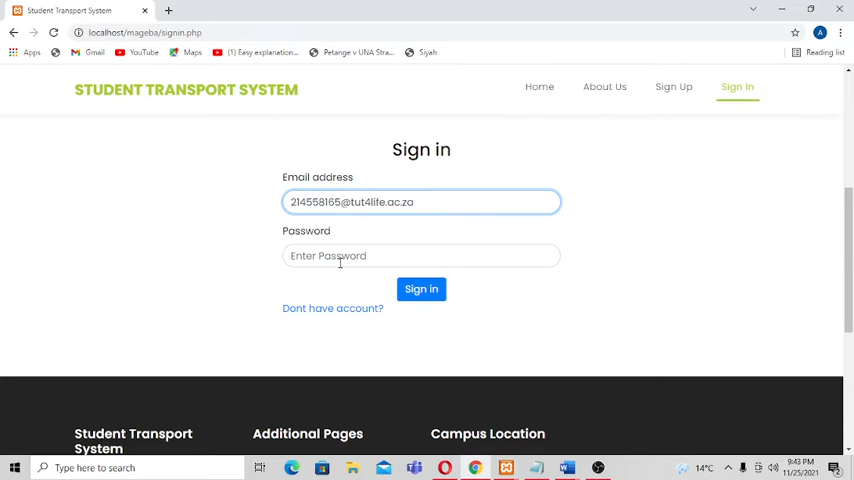 Student Transport System
localhost/mageba/signin.php
A
Apps
Gmail
YouTube
Maps
(1) Easy explanation...
Petange v UNA Stra...
Siyah
Reading list
STUDENT TRANSPORT SYSTEM
Home
About Us
Sign Up
Sign In
Sign in
Email address
214558165@tut4life.ac.za
Password
Enter Password
Sign in
Dont have account?
Student Transport
System
Additional Pages
Campus Location
Type here to search
14°C
9:43 PM
11/25/2021
2